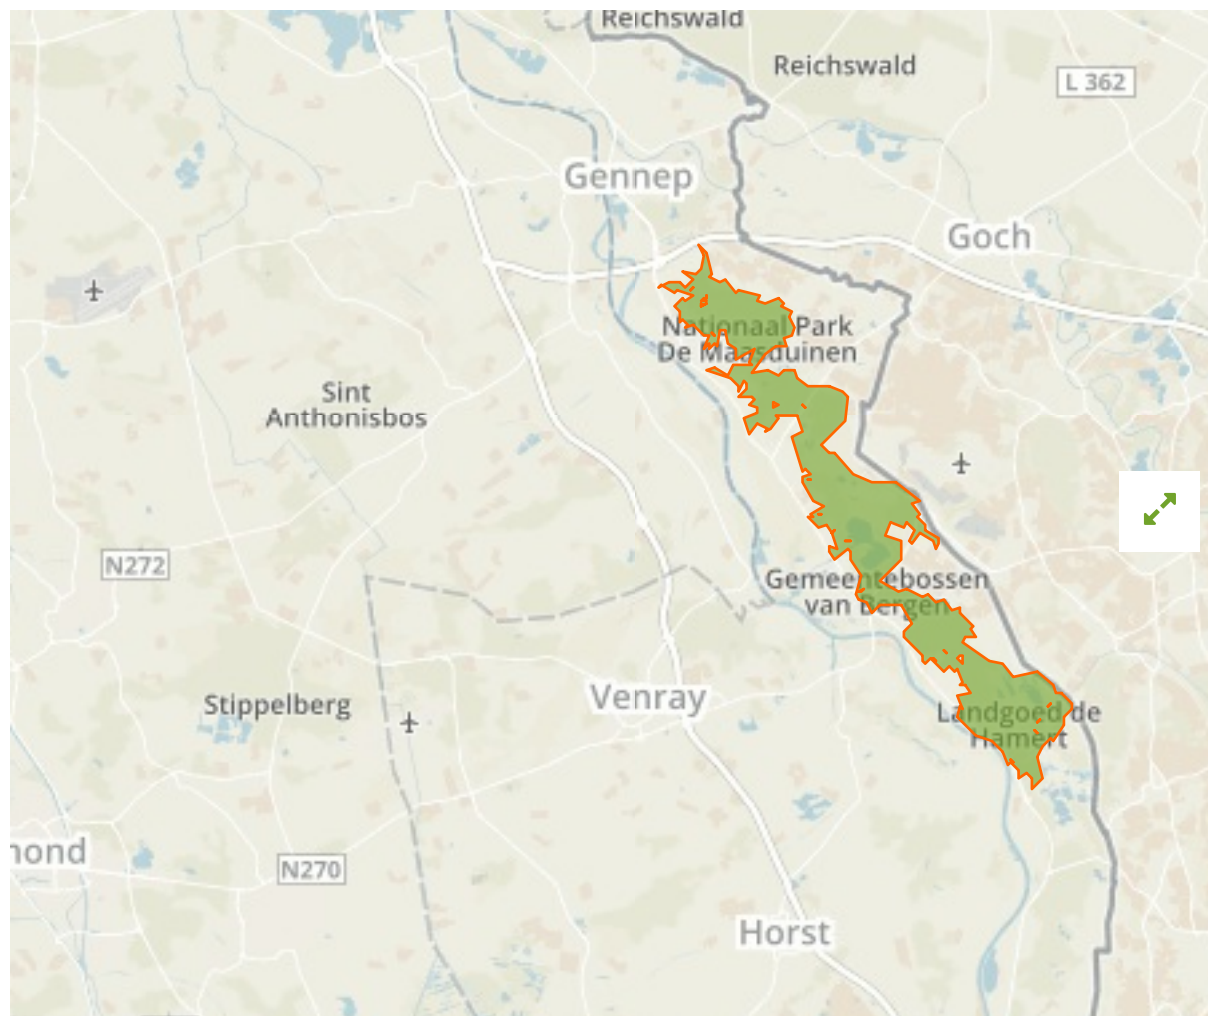 Reichswald
Reichswald
L 362
Gennep
Goch
Nationaal Park
De Maasduinen
Sint
Anthonisbos
N272
Gemeentebossen
van Bergen
Venray
Stippelberg
Landgoed de
Hamert
nond
N270
Horst